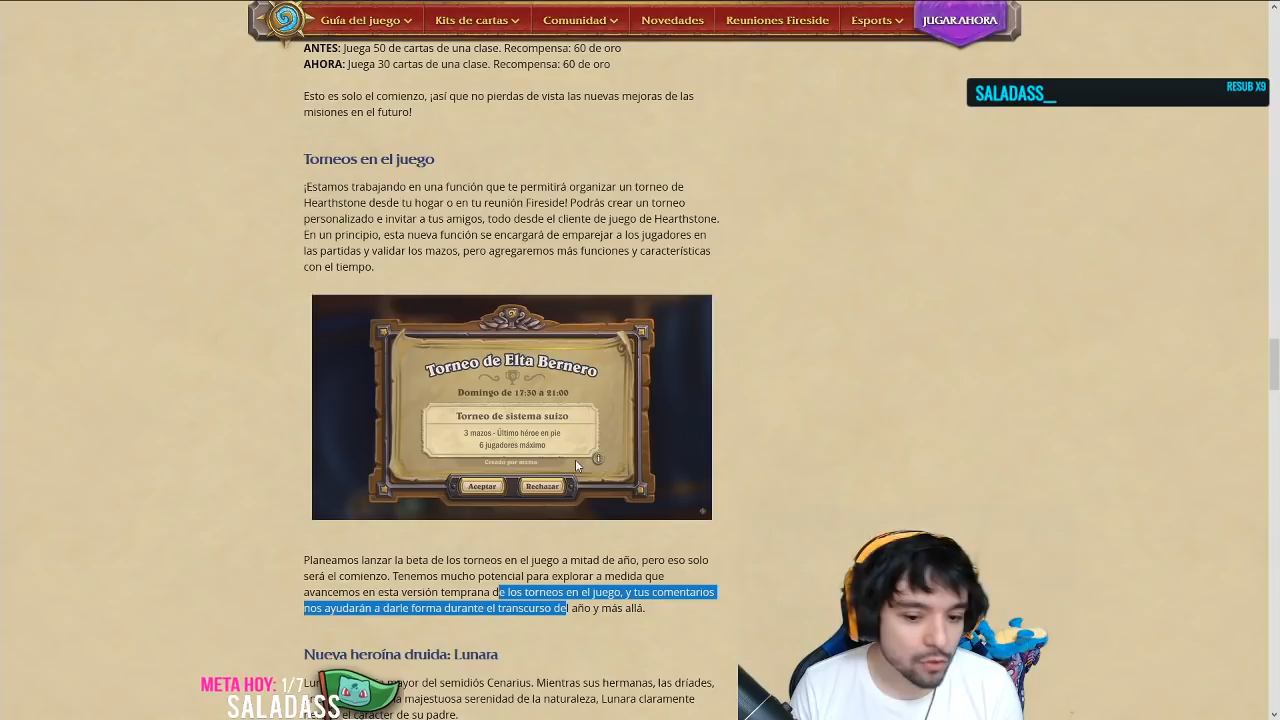 Guía del juego
Kits de cartas
Comunidad
Novedades
Reuniones Fireside
Esports
JUGAR AHORA
ANTES: Juega 50 de cartas de una clase. Recompensa: 60 de oro
AHORA: Juega 30 cartas de una clase. Recompensa: 60 de oro
RESUB X9
SALADASS__
Esto es solo el comienzo, ¡así que no pierdas de vista las nuevas mejoras de las
misiones en el futuro!
Torneos en el juego
¡Estamos trabajando en una función que te permitirá organizar un torneo de
Hearthstone desde tu hogar o en tu reunión Fireside! Podrás crear un torneo
personalizado e invitar a tus amigos, todo desde el cliente de juego de Hearthstone.
En un principio, esta nueva función se encargará de emparejar a los jugadores en
las partidas y validar los mazos, pero agregaremos más funciones y características
con el tiempo.
Torneo de Elta Bernero
Domingo de 17:30 a 21:00
Torneo de sistema suizo
3 mazos - Último héroe en pie
6 jugadores máximo
Creado por mema
Aceptar
Rechazar
Planeamos lanzar la beta de los torneos en el juego a mitad de año, pero eso solo
será el comienzo. Tenemos mucho potencial para explorar a medida que
avancemos en esta versión temprana de los torneos en el juego, y tus comentarios
nos ayudarán a darle forma durante el transcurso del año y más allá.
Nueva heroína druida: Lunara
mayor del semidiós Cenarius. Mientras sus hermanas, las dríades,
majestuosa serenidad de la naturaleza, Lunara claramente
el carácter de su padre.
META HOY: 1/7
SALADASS